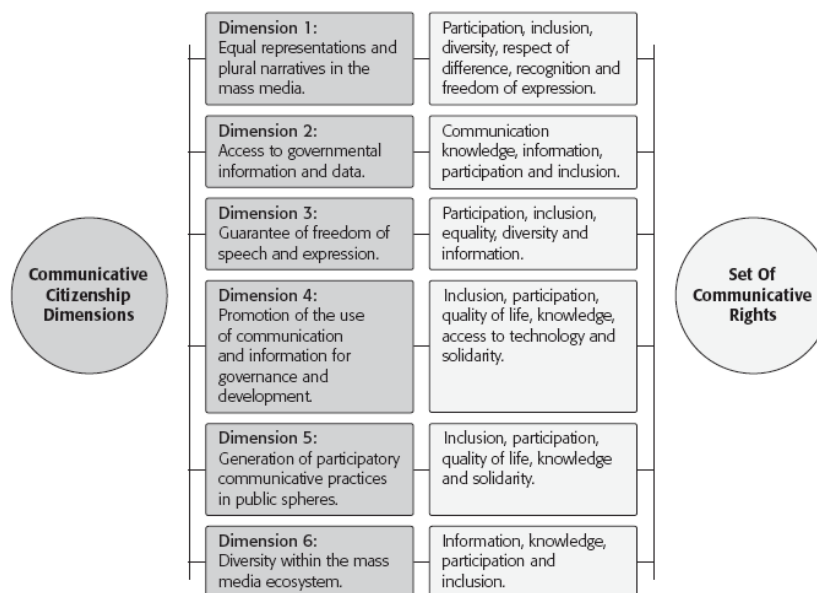 Communicative
Citizenship
Dimensions
Dimension 1:
Equal representations and
plural narratives in the
mass media.
Participation, inclusion,
diversity, respect of
difference, recognition and
freedom of expression.
Dimension 2:
Access to governmental
information and data.
Communication
knowledge, information,
participation and inclusion.
Dimension 3:
Guarantee of freedom of
speech and expression.
Participation, inclusion,
equality, diversity and
information.
Dimension 4:
Promotion of the use
of communication
and information for
governance and
development.
Inclusion, participation,
quality of life, knowledge,
access to technology and
solidarity.
Dimension 5:
Generation of participatory
communicative practices
in public spheres.
Inclusion, participation,
quality of life, knowledge
and solidarity.
Dimension 6:
Diversity within the mass
media ecosystem.
Information, knowledge,
participation and
inclusion.
Set Of
Communicative
Rights